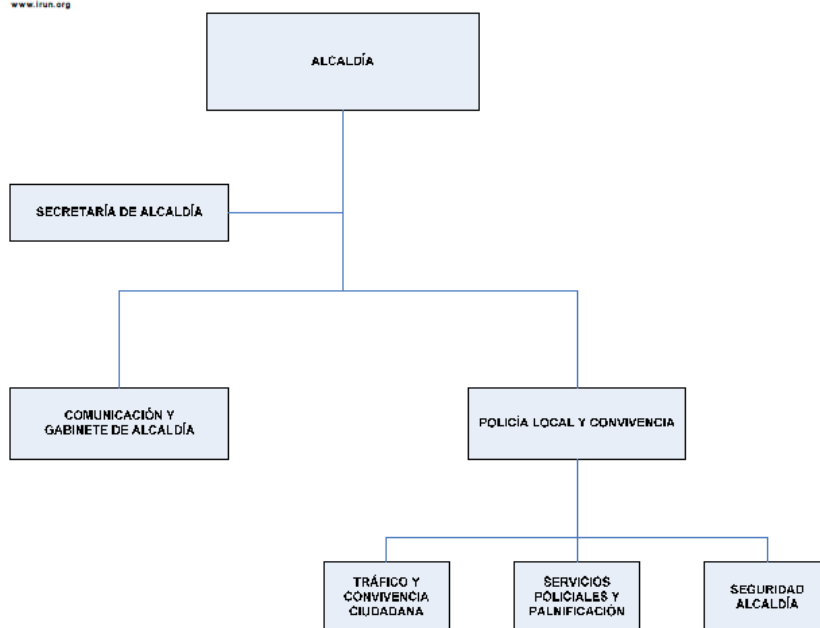 www.irun.org
ALCALDÍA
SECRETARÍA DE ALCALDÍA
COMUNICACIÓN Y
GABINETE DE ALCALDÍA
POLICÍA LOCAL Y CONVIVENCIA
TRÁFICO Y
CONVIVENCIA
CIUDADANA
SERVICIOS
POLICIALES Y
PALNIFICACIÓN
SEGURIDAD
ALCALDÍA